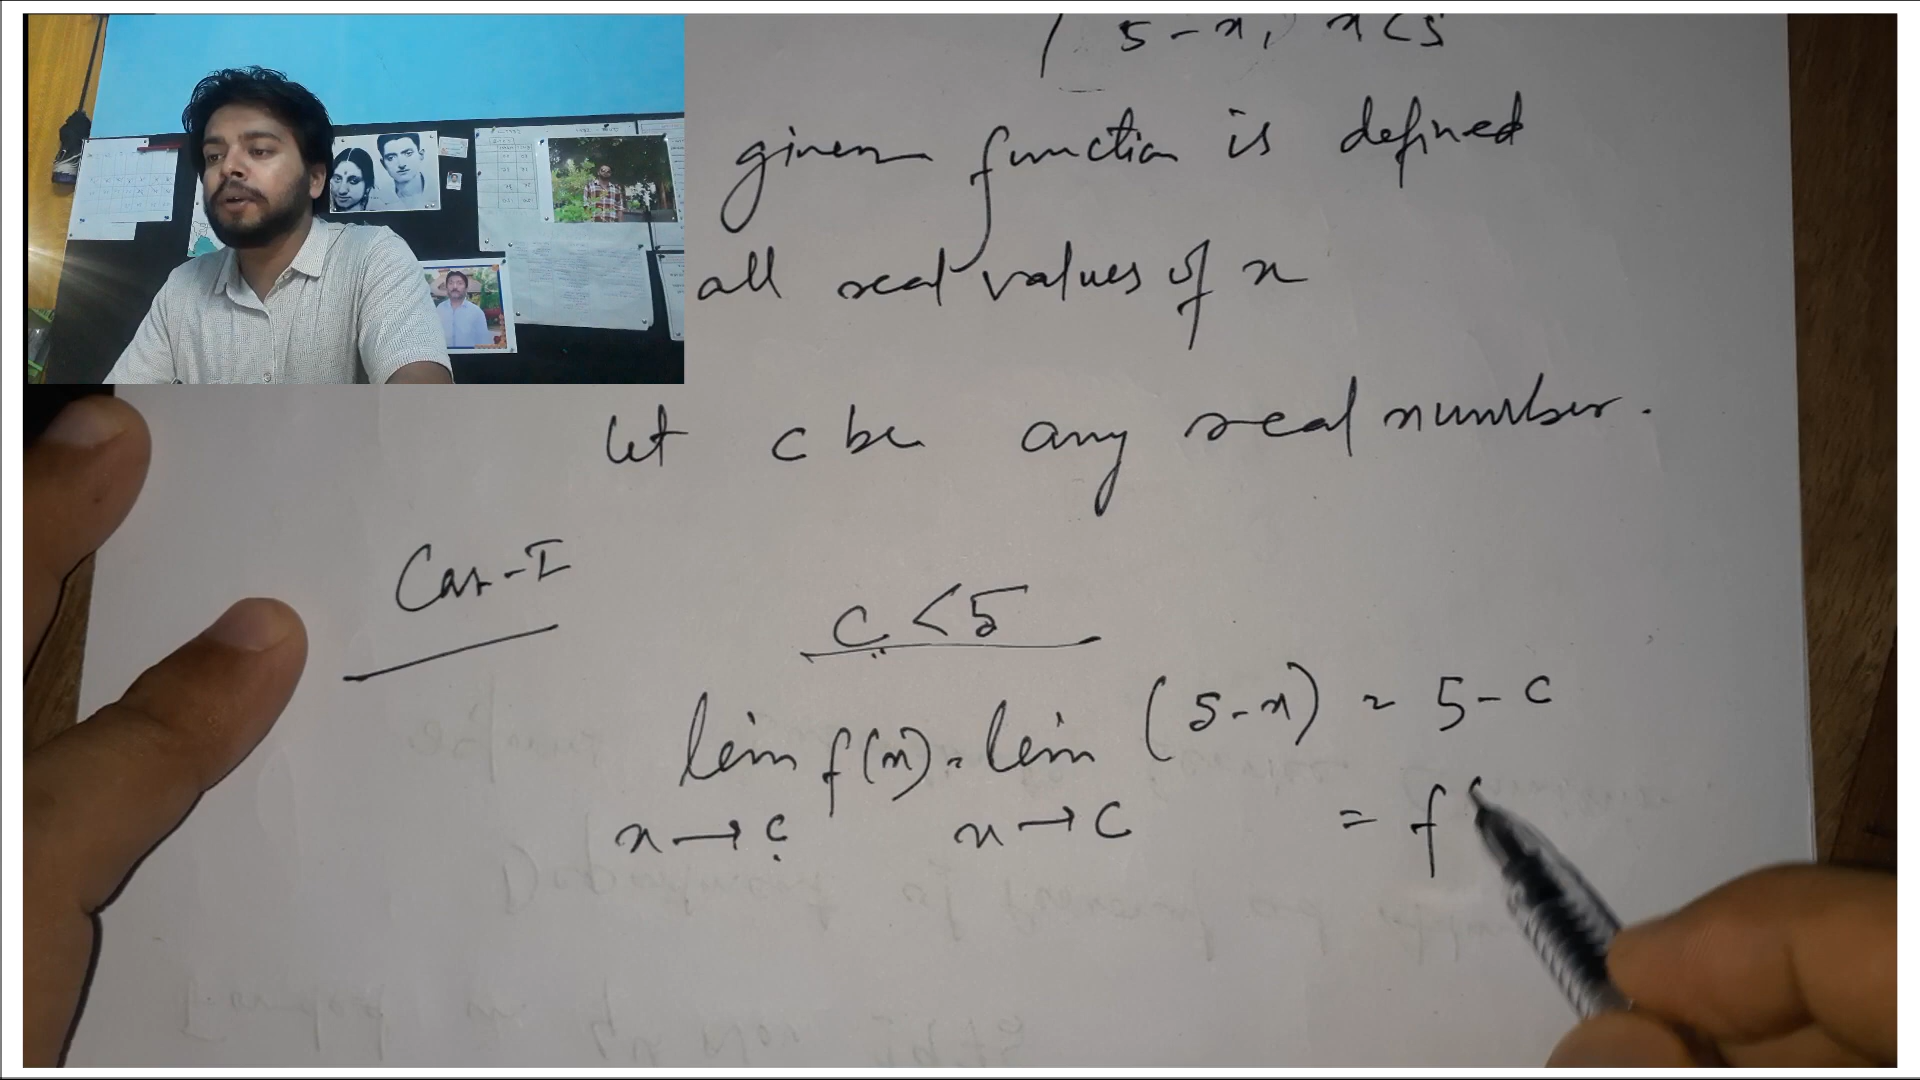 5-x, x<5
given function is defined
all real values of x
let c be any real number.
Case-I
c<5
lim f(x) = lim (5-x) = 5-c
x→c x→c = f(